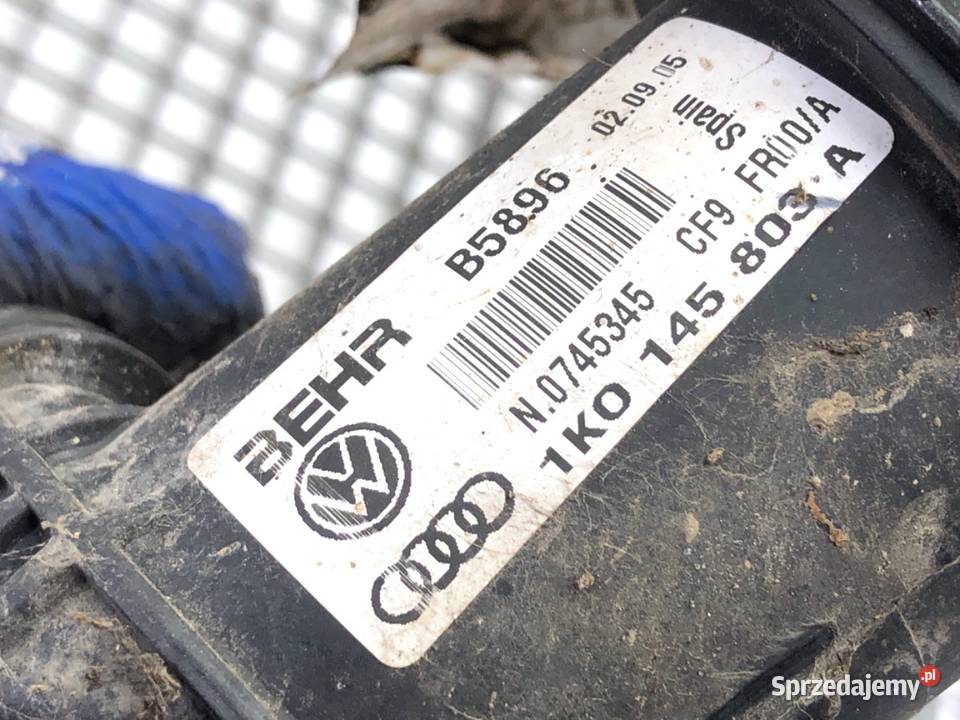 BEHR
B5896
02.09.05
Spain
N.0745345 CF9 FR00/A
1K0 145 803 A
Sprzedajemy.pl